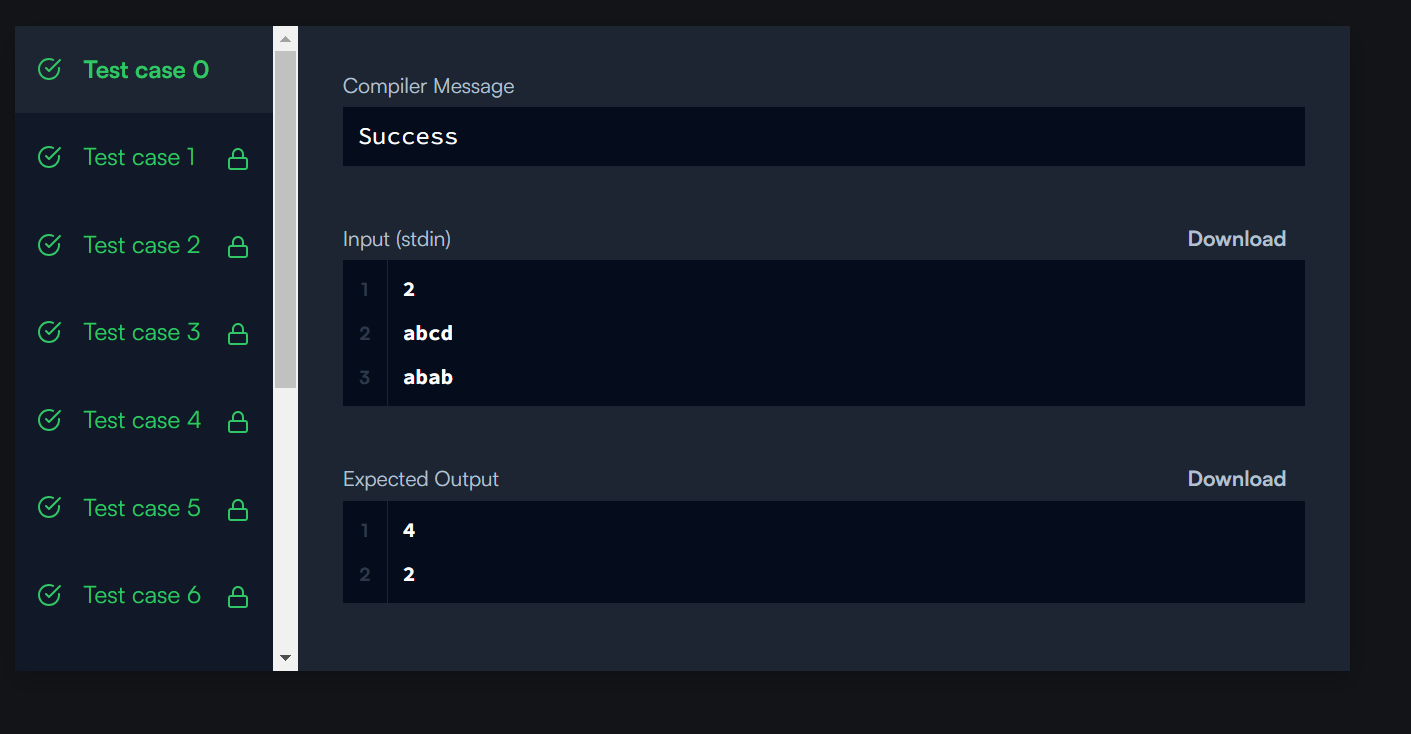 Test case 0
Test case 1
Test case 2
Test case 3
Test case 4
Test case 5
Test case 6
Compiler Message
Success
Input (stdin)
Download
1 2
2 abcd
3 abab
Expected Output
Download
1 4
2 2